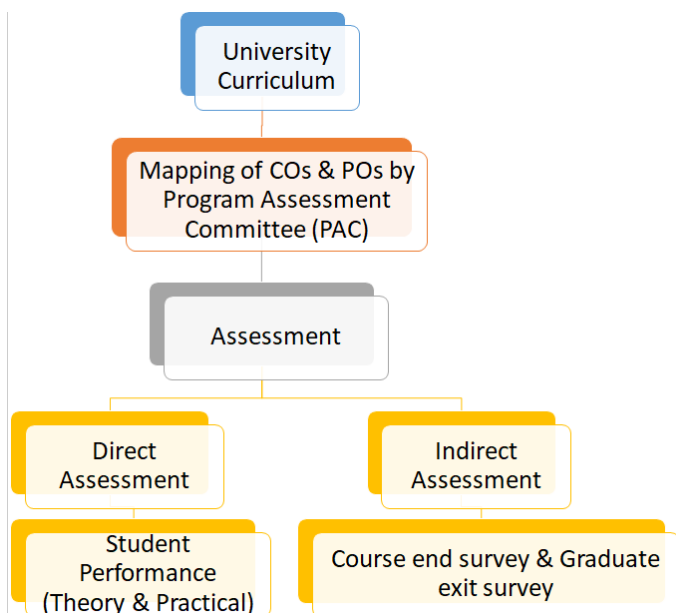 University
Curriculum
Mapping of COs & POs by
Program Assessment
Committee (PAC)
Assessment
Direct
Assessment
Indirect
Assessment
Student
Performance
(Theory & Practical)
Course end survey & Graduate
exit survey